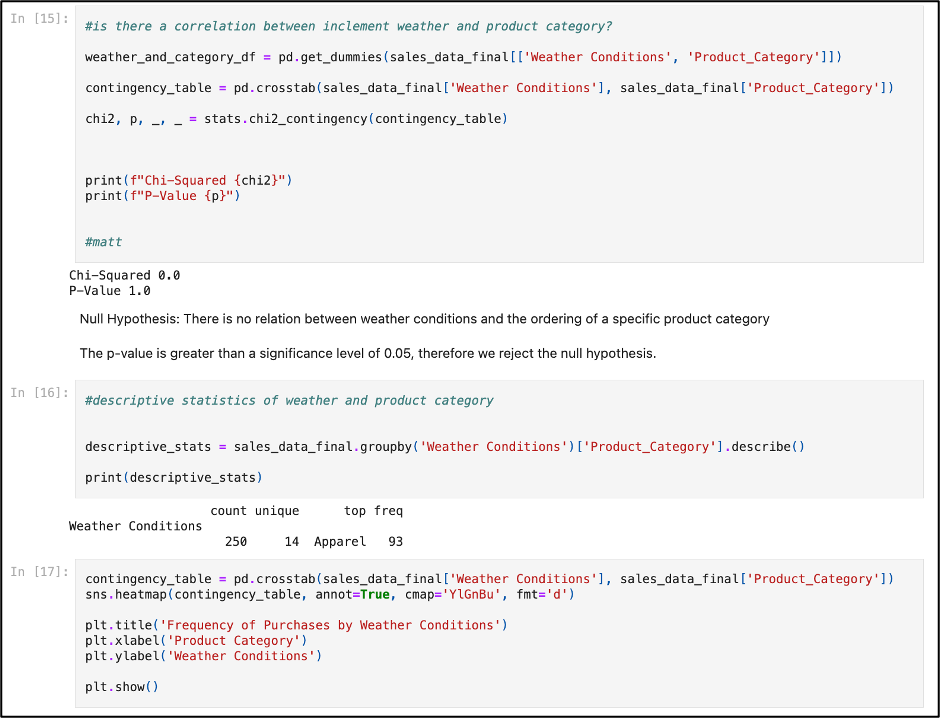 In [15]:
#is there a correlation between inclement weather and product category?
weather_and_category_df = pd.get_dummies(sales_data_final[['Weather Conditions', 'Product_Category']])
contingency_table = pd.crosstab(sales_data_final['Weather Conditions'], sales_data_final['Product_Category'])
chi2, p, _, _ = stats.chi2_contingency(contingency_table)
print(f"Chi-Squared {chi2}")
print(f"P-Value {p}")
#matt
Chi-Squared 0.0
P-Value 1.0
Null Hypothesis: There is no relation between weather conditions and the ordering of a specific product category
The p-value is greater than a significance level of 0.05, therefore we reject the null hypothesis.
In [16]:
#descriptive statistics of weather and product category
descriptive_stats = sales_data_final.groupby('Weather Conditions')['Product_Category'].describe()
print(descriptive_stats)
count unique top freq
Weather Conditions
250 14 Apparel 93
In [17]:
contingency_table = pd.crosstab(sales_data_final['Weather Conditions'], sales_data_final['Product_Category'])
sns.heatmap(contingency_table, annot=True, cmap='YlGnBu', fmt='d')
plt.title('Frequency of Purchases by Weather Conditions')
plt.xlabel('Product Category')
plt.ylabel('Weather Conditions')
plt.show()